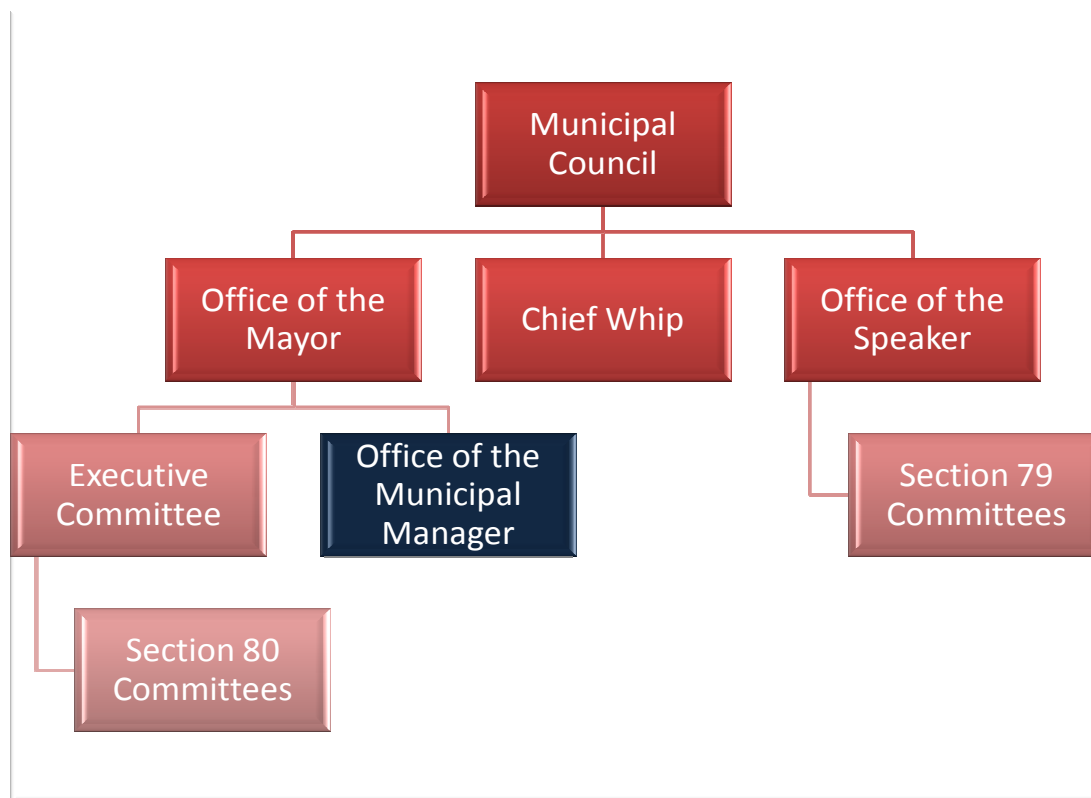 Municipal
Council
Office of the
Mayor
Chief Whip
Office of the
Speaker
Executive
Committee
Office of the
Municipal
Manager
Section 79
Committees
Section 80
Committees